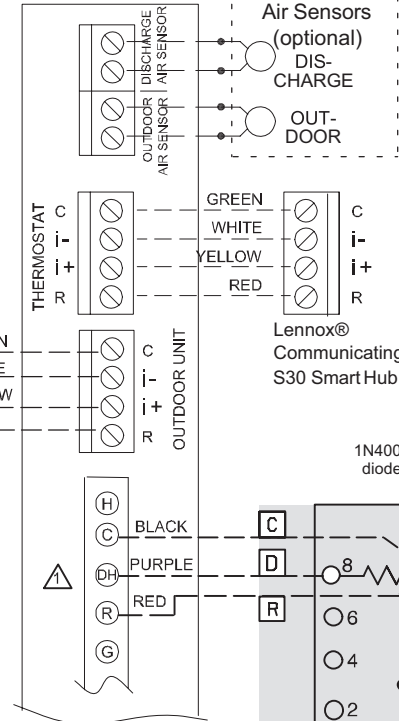 Air Sensors
(optional)
DIS-
CHARGE
OUT-
DOOR
DISCHARGE
AIR SENSOR
OUTDOOR
AIR SENSOR
THERMOSTAT
C
i-
i+
R
GREEN
WHITE
YELLOW
RED
C
i-
i+
R
Lennox®
Communicating
S30 Smart Hub
N
E
W
C
i-
i+
R
OUTDOOR UNIT
1N400
diode
H
C
DH
R
G
1
BLACK
PURPLE
RED
C
D
R
8
6
4
2